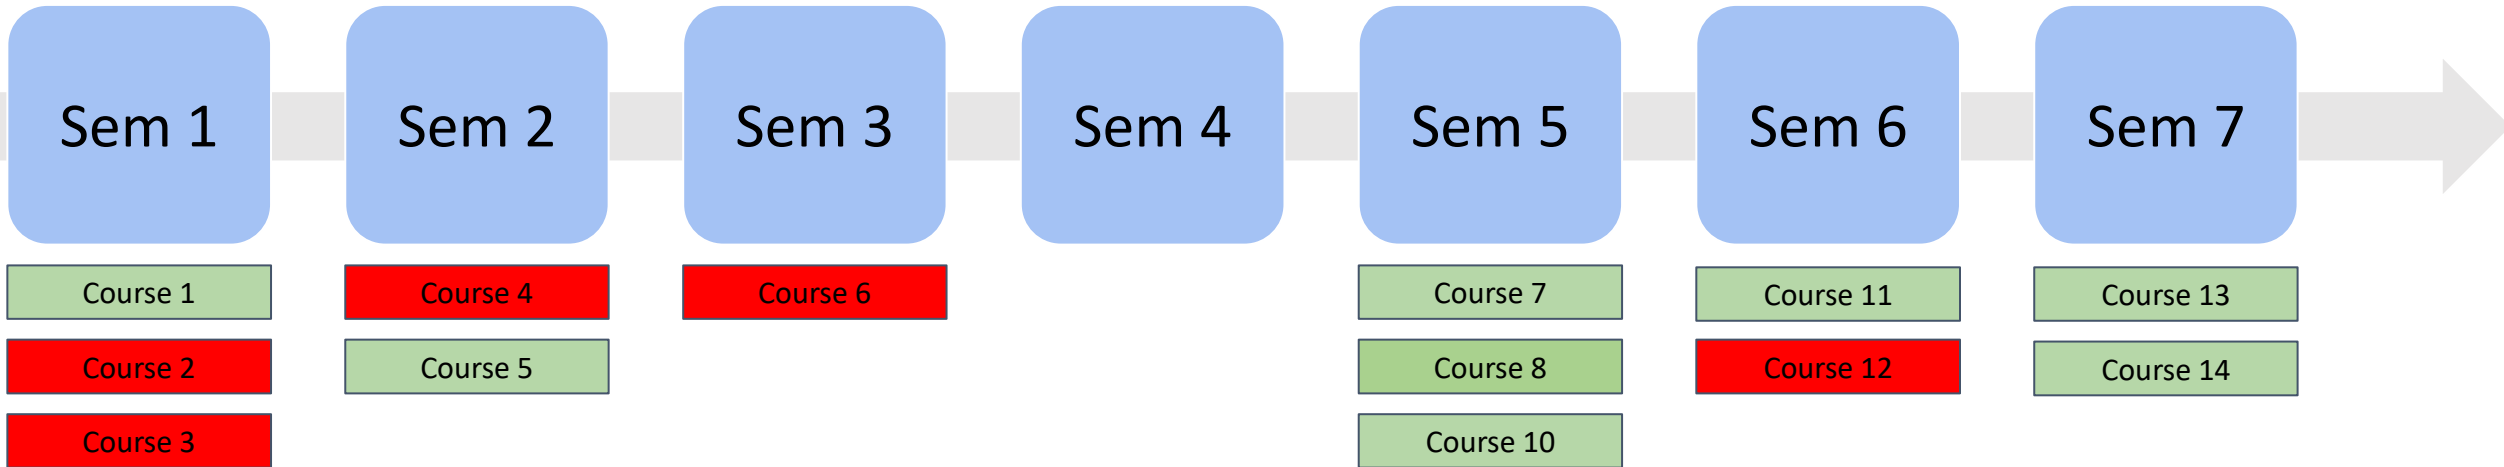 Sem 1
Sem 2
Sem 3
Sem 4
Sem 5
Sem 6
Sem 7
Course 1
Course 4
Course 6
Course 7
Course 11
Course 13
Course 2
Course 5
Course 8
Course 12
Course 14
Course 3
Course 10